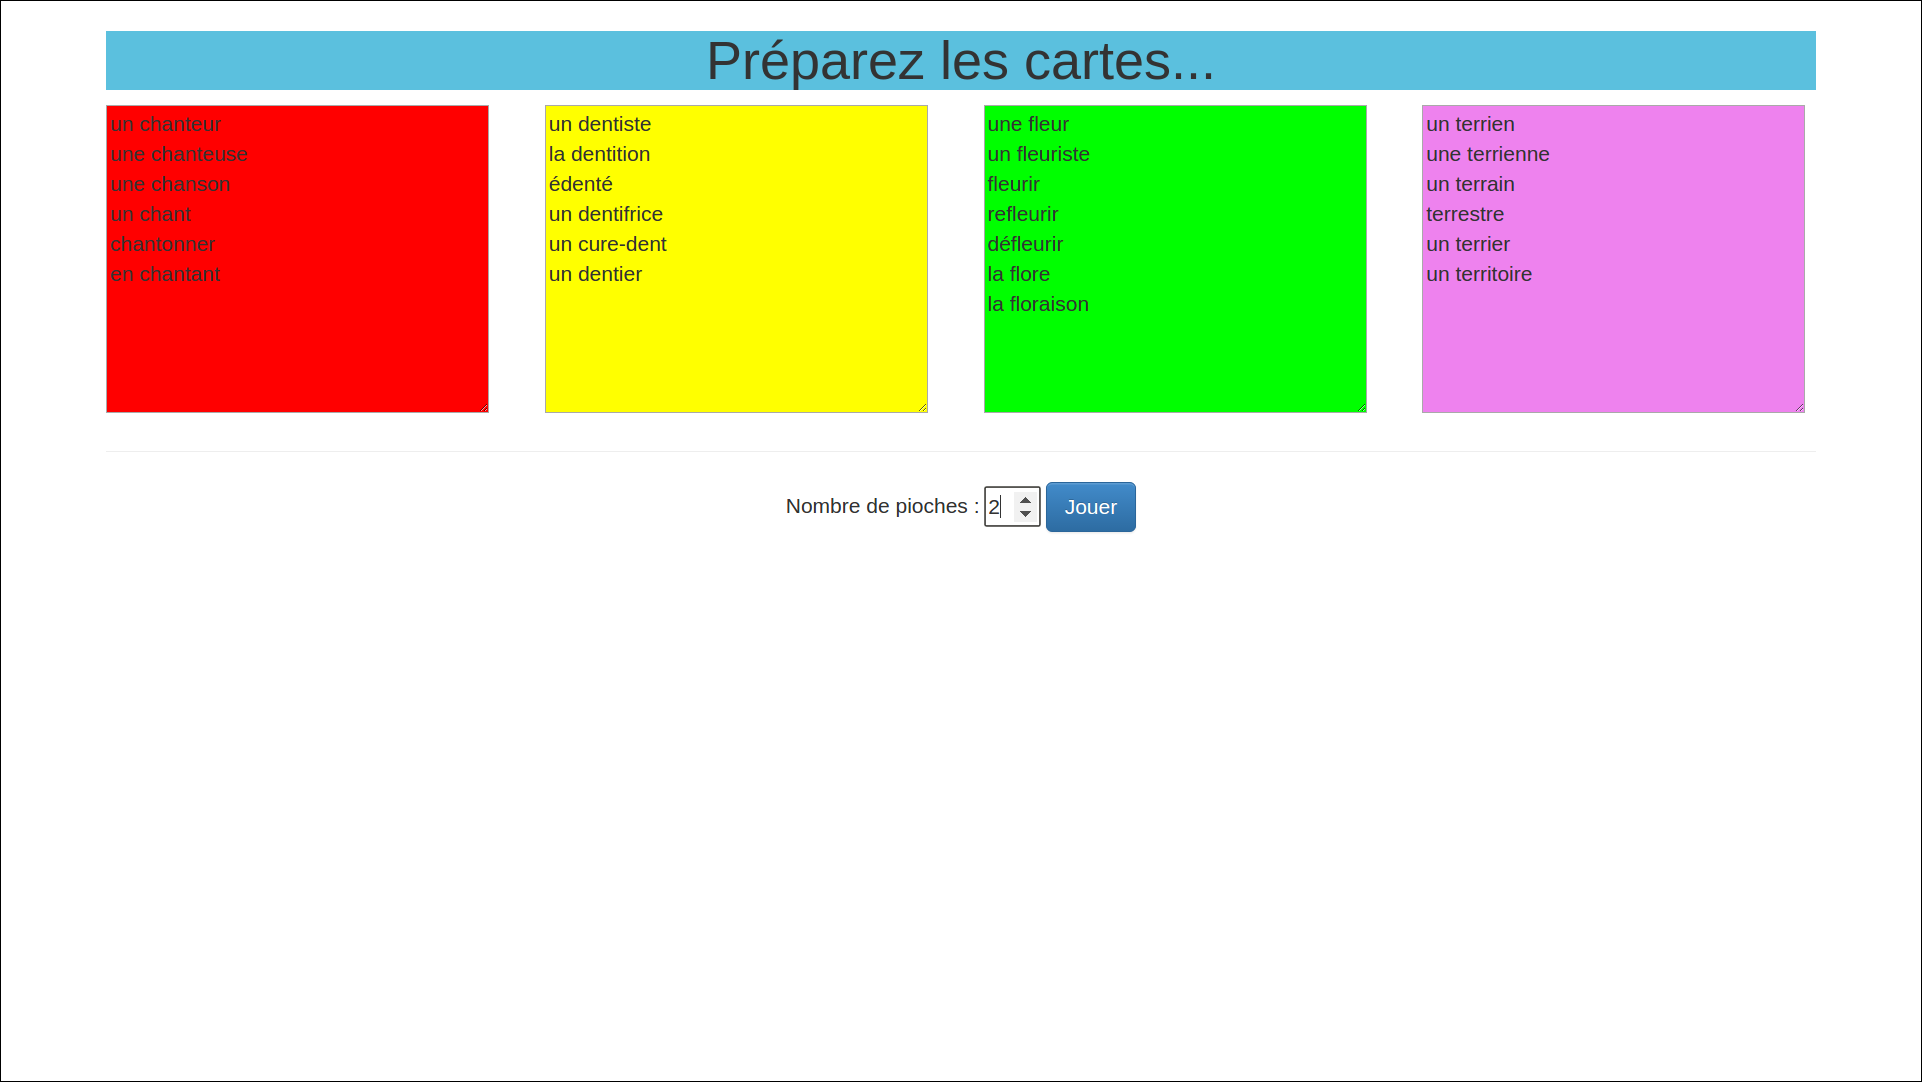 Préparez les cartes...
un chanteur
une chanteuse
une chanson
un chant
chantonner
en chantant
un dentiste
la dentition
édenté
un dentifrice
un cure-dent
un dentier
une fleur
un fleuriste
fleurir
refleurir
défleurir
la flore
la floraison
un terrien
une terrienne
un terrain
terrestre
un terrier
un territoire
Nombre de pioches : 2 Jouer